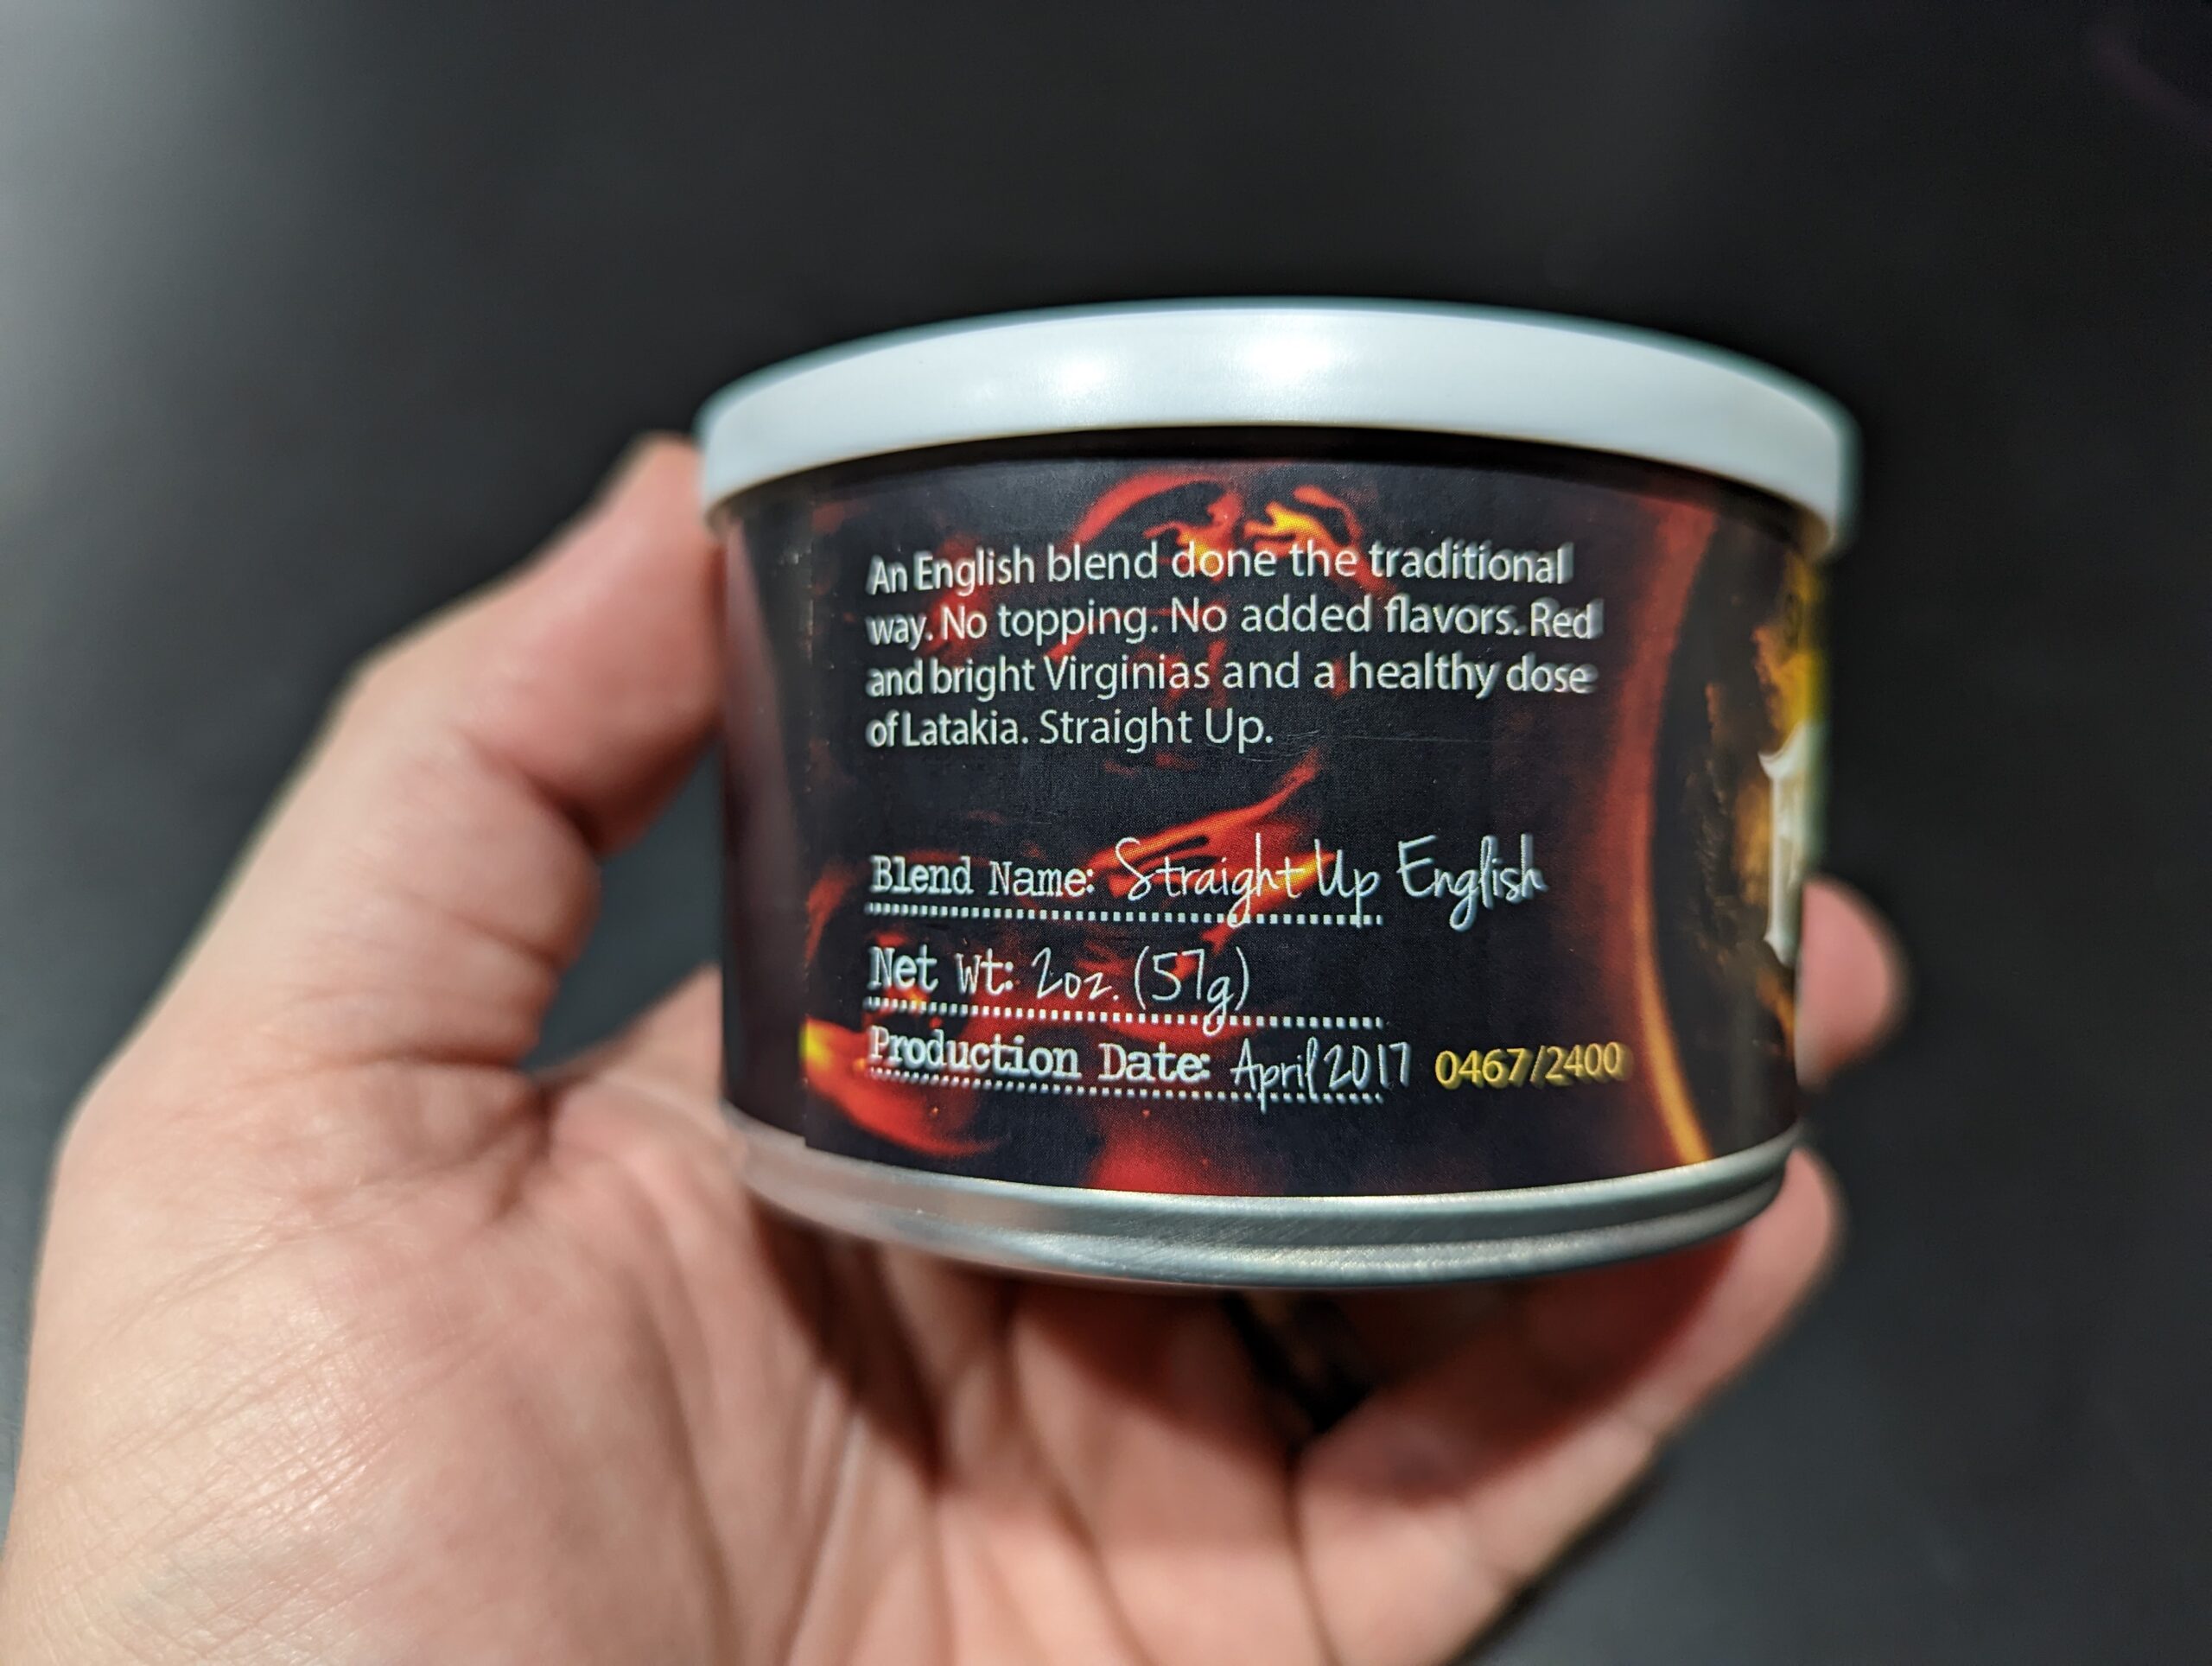 An English blend done the traditional
way. No topping. No added flavors. Red
and bright Virginias and a healthy dose
of Latakia. Straight Up.
Blend Name: Straight Up English
Net Wt: 2oz. (57g)
Production Date: April 2017 0467/2400